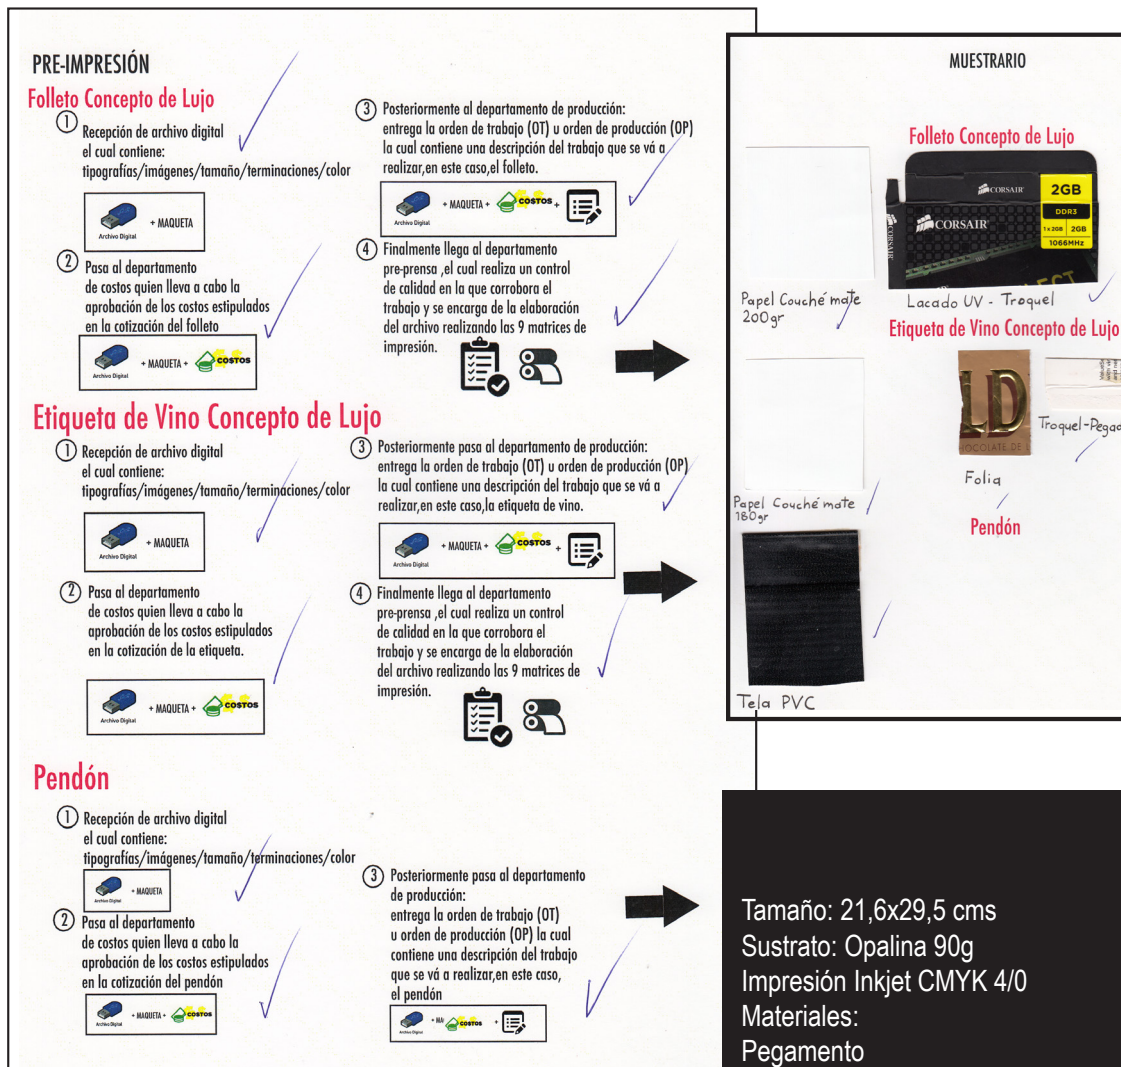 PRE-IMPRESIÓN
Folleto Concepto de Lujo
1 Recepción de archivo digital
el cual contiene:
tipografías/imágenes/tamaño/terminaciones/color
Archivo Digital + MAQUETA
2 Pasa al departamento
de costos quien lleva a cabo la
aprobación de los costos estipulados
en la cotización del folleto
Archivo Digital + MAQUETA + COSTOS
3 Posteriormente al departamento de producción:
entrega la orden de trabajo (OT) u orden de producción (OP)
la cual contiene una descripción del trabajo que se vá a
realizar,en este caso,el folleto.
Archivo Digital + MAQUETA + COSTOS +
4 Finalmente llega al departamento
pre-prensa ,el cual realiza un control
de calidad en la que corrobora el
trabajo y se encarga de la elaboración
del archivo realizando las 9 matrices de
impresión.
Etiqueta de Vino Concepto de Lujo
1 Recepción de archivo digital
el cual contiene:
tipografías/imágenes/tamaño/terminaciones/color
Archivo Digital + MAQUETA
2 Pasa al departamento
de costos quien lleva a cabo la
aprobación de los costos estipulados
en la cotización de la etiqueta.
Archivo Digital + MAQUETA + COSTOS
3 Posteriormente pasa al departamento de producción:
entrega la orden de trabajo (OT) u orden de producción (OP)
la cual contiene una descripción del trabajo que se vá a
realizar,en este caso,la etiqueta de vino.
Archivo Digital + MAQUETA + COSTOS +
4 Finalmente llega al departamento
pre-prensa ,el cual realiza un control
de calidad en la que corrobora el
trabajo y se encarga de la elaboración
del archivo realizando las 9 matrices de
impresión.
Pendón
1 Recepción de archivo digital
el cual contiene:
tipografías/imágenes/tamaño/terminaciones/color
Archivo Digital + MAQUETA
2 Pasa al departamento
de costos quien lleva a cabo la
aprobación de los costos estipulados
en la cotización del pendón
Archivo Digital + MAQUETA + COSTOS
3 Posteriormente pasa al departamento
de producción:
entrega la orden de trabajo (OT)
u orden de producción (OP) la cual
contiene una descripción del trabajo
que se vá a realizar,en este caso,
el pendón
Archivo Digital + MA COSTOS +
MUESTRARIO
Folleto Concepto de Lujo
CORSAIR
2GB
DDR3
1x2GB 2GB
1066MHz
CORSAIR
CORSAIR
Papel Couché mate
200gr
Lacado UV - Troquel
Etiqueta de Vino Concepto de Lujo
LD
Troquel-Pegad
Folia
Papel Couché mate
180gr
Pendón
Tela PVC
Tamaño: 21,6x29,5 cms
Sustrato: Opalina 90g
Impresión Inkjet CMYK 4/0
Materiales:
Pegamento